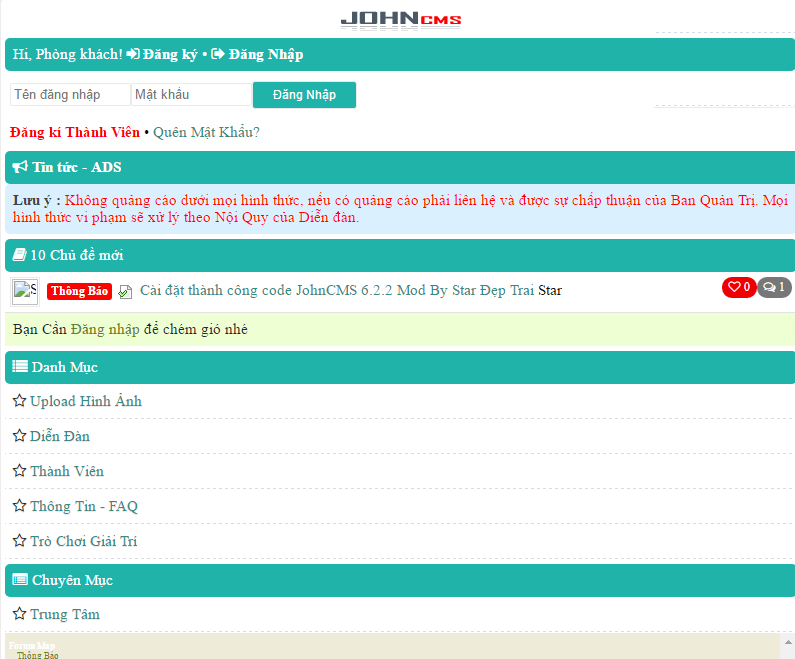 JOHNCMS
Hi, Phòng khách! Đăng ký • Đăng Nhập
Tên đăng nhập Mật khẩu Đăng Nhập
Đăng kí Thành Viên • Quên Mật Khẩu?
Tin tức - ADS
Lưu ý : Không quảng cáo dưới mọi hình thức, nếu có quảng cáo phải liên hệ và được sự chấp thuận của Ban Quản Trị. Mọi
hình thức vi phạm sẽ xử lý theo Nội Quy của Diễn đàn.
10 Chủ đề mới
S Thông Báo Cài đặt thành công code JohnCMS 6.2.2 Mod By Star Đẹp Trai Star 0 1
Bạn Cần Đăng nhập để chém gió nhé
Danh Mục
Upload Hình Ảnh
Diễn Đàn
Thành Viên
Thông Tin - FAQ
Trò Chơi Giải Trí
Chuyên Mục
Trung Tâm
Forum Map
Thông Báo